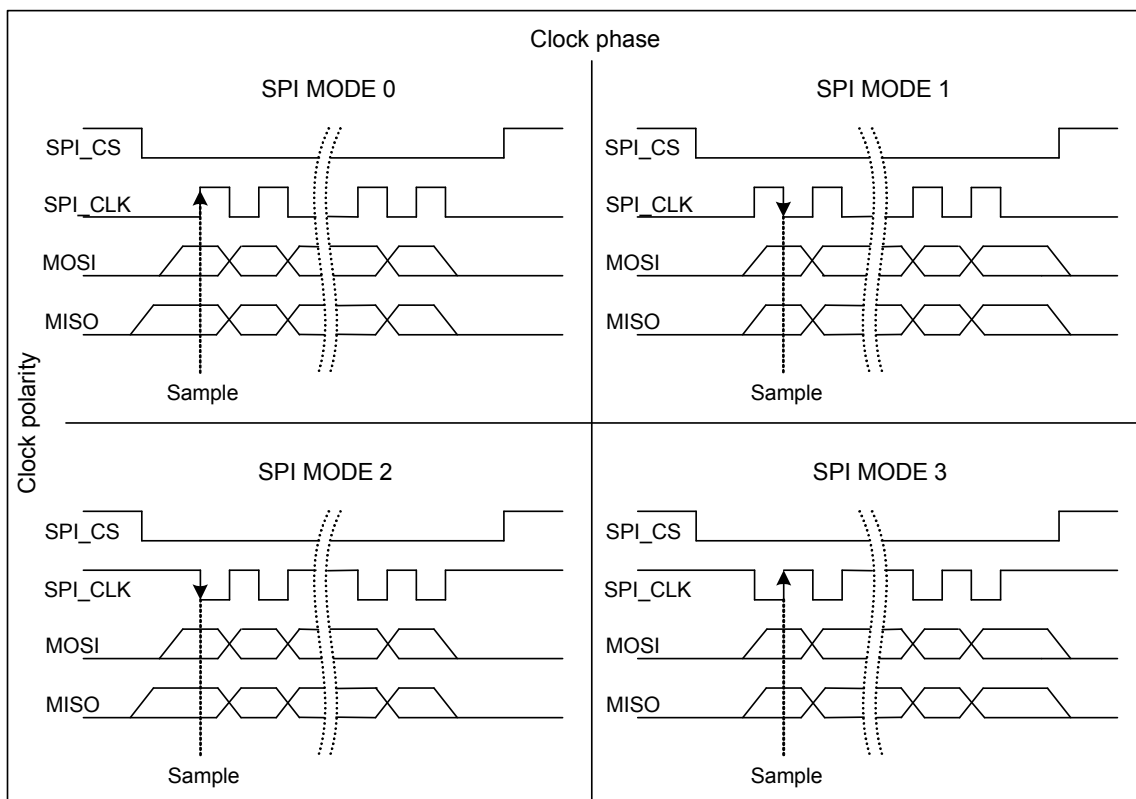 Clock phase
SPI MODE 0
SPI_CS
SPI_CLK
MOSI
MISO
Sample
SPI MODE 1
SPI_CS
SPI_CLK
MOSI
MISO
Sample
Clock polarity
SPI MODE 2
SPI_CS
SPI_CLK
MOSI
MISO
Sample
SPI MODE 3
SPI_CS
SPI_CLK
MOSI
MISO
Sample